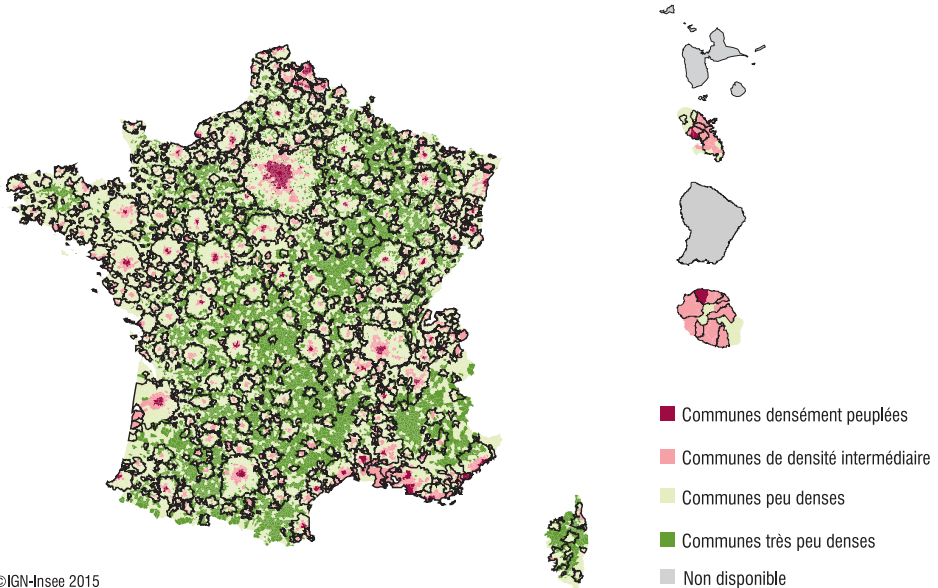 Communes densément peuplées
Communes de densité intermédiaire
Communes peu denses
Communes très peu denses
Non disponible
©IGN-Insee 2015